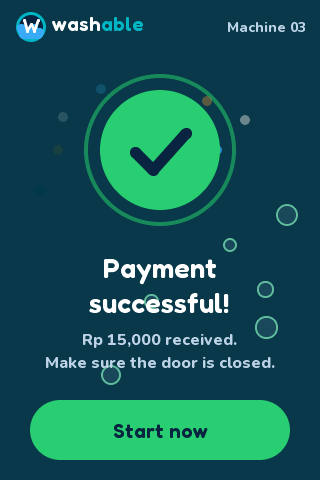 washable
Machine 03
Payment
successful!
Rp 15,000 received.
Make sure the door is closed.
Start now